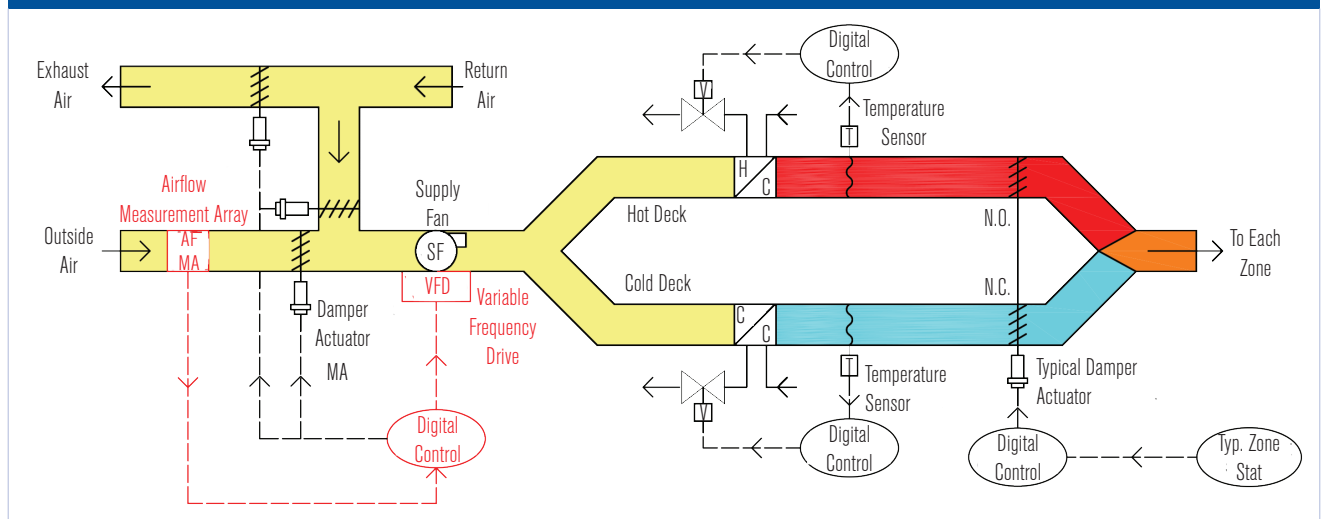 Exhaust
Air
Return
Air
Digital
Control
V
T
Temperature
Sensor
Airflow
Measurement Array
Supply
Fan
H
C
Hot Deck
N.O.
Outside
Air
AF
MA
SF
To Each
Zone
VFD
Variable
Frequency
Drive
Cold Deck
N.C.
Damper
Actuator
MA
C
C
T
Temperature
Sensor
V
Typical Damper
Actuator
Digital
Control
Digital
Control
Digital
Control
Typ. Zone
Stat